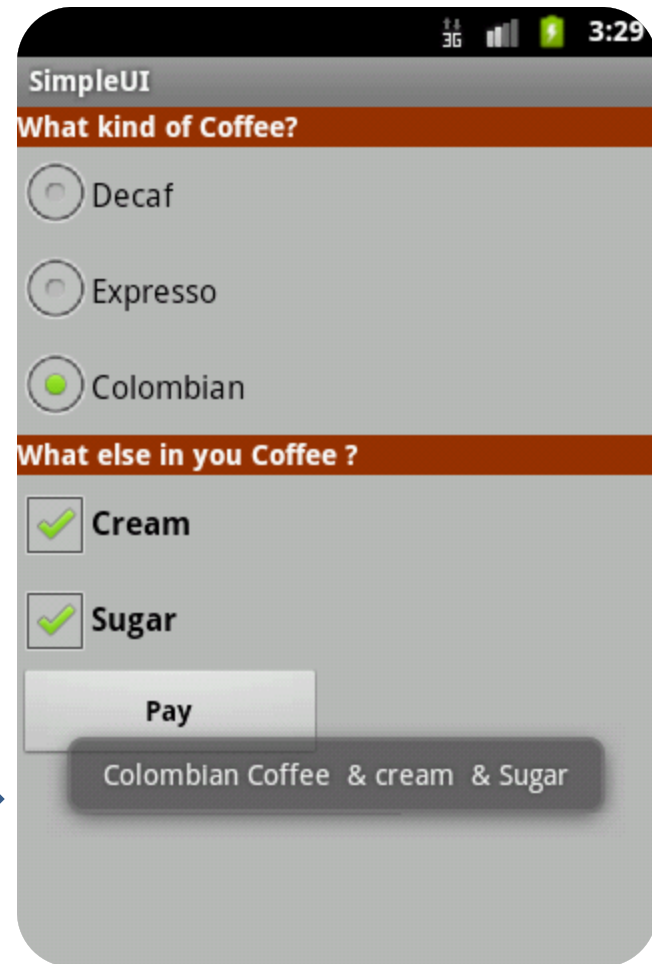 3G 3:29
SimpleUI
What kind of Coffee?
Decaf
Expresso
Colombian
What else in you Coffee ?
Cream
Sugar
Pay
Colombian Coffee  & cream  & Sugar